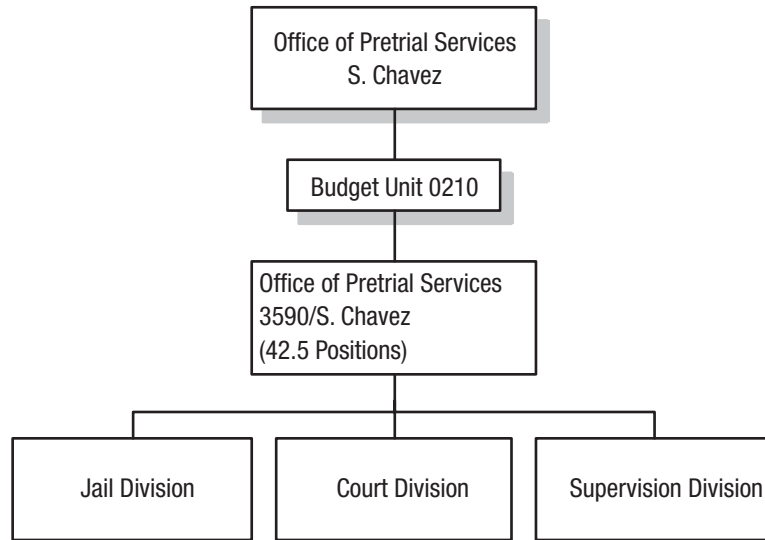 Office of Pretrial Services
S. Chavez
Budget Unit 0210
Office of Pretrial Services
3590/S. Chavez
(42.5 Positions)
Jail Division
Court Division
Supervision Division